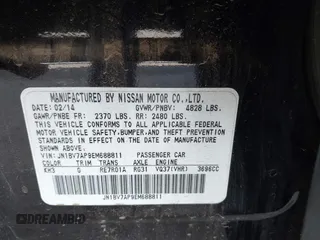 MANUFACTURED BY NISSAN MOTOR CO.,LTD.
DATE: 02/14 GVWR/PNBV: 4828 LBS.
GAWR/PNBE FR: 2370 LBS. RR: 2480 LBS.
THIS VEHICLE CONFORMS TO ALL APPLICABLE
FEDERAL MOTOR VEHICLE
SAFETY,BUMPER,AND THEFT PREVENTION
STANDARDS IN EFFECT ON THE DATE OF
MANUFACTURE SHOWN ABOVE.
VIN: JN1BV7AP9EM688811 PASSENGER CAR
COLOR TRIM TRANS AXLE ENGINE
KH3 G RE7R01A RG31 VQ37(VHR) 3696CC
JN1BV7AP9EM688811
DREAMBID